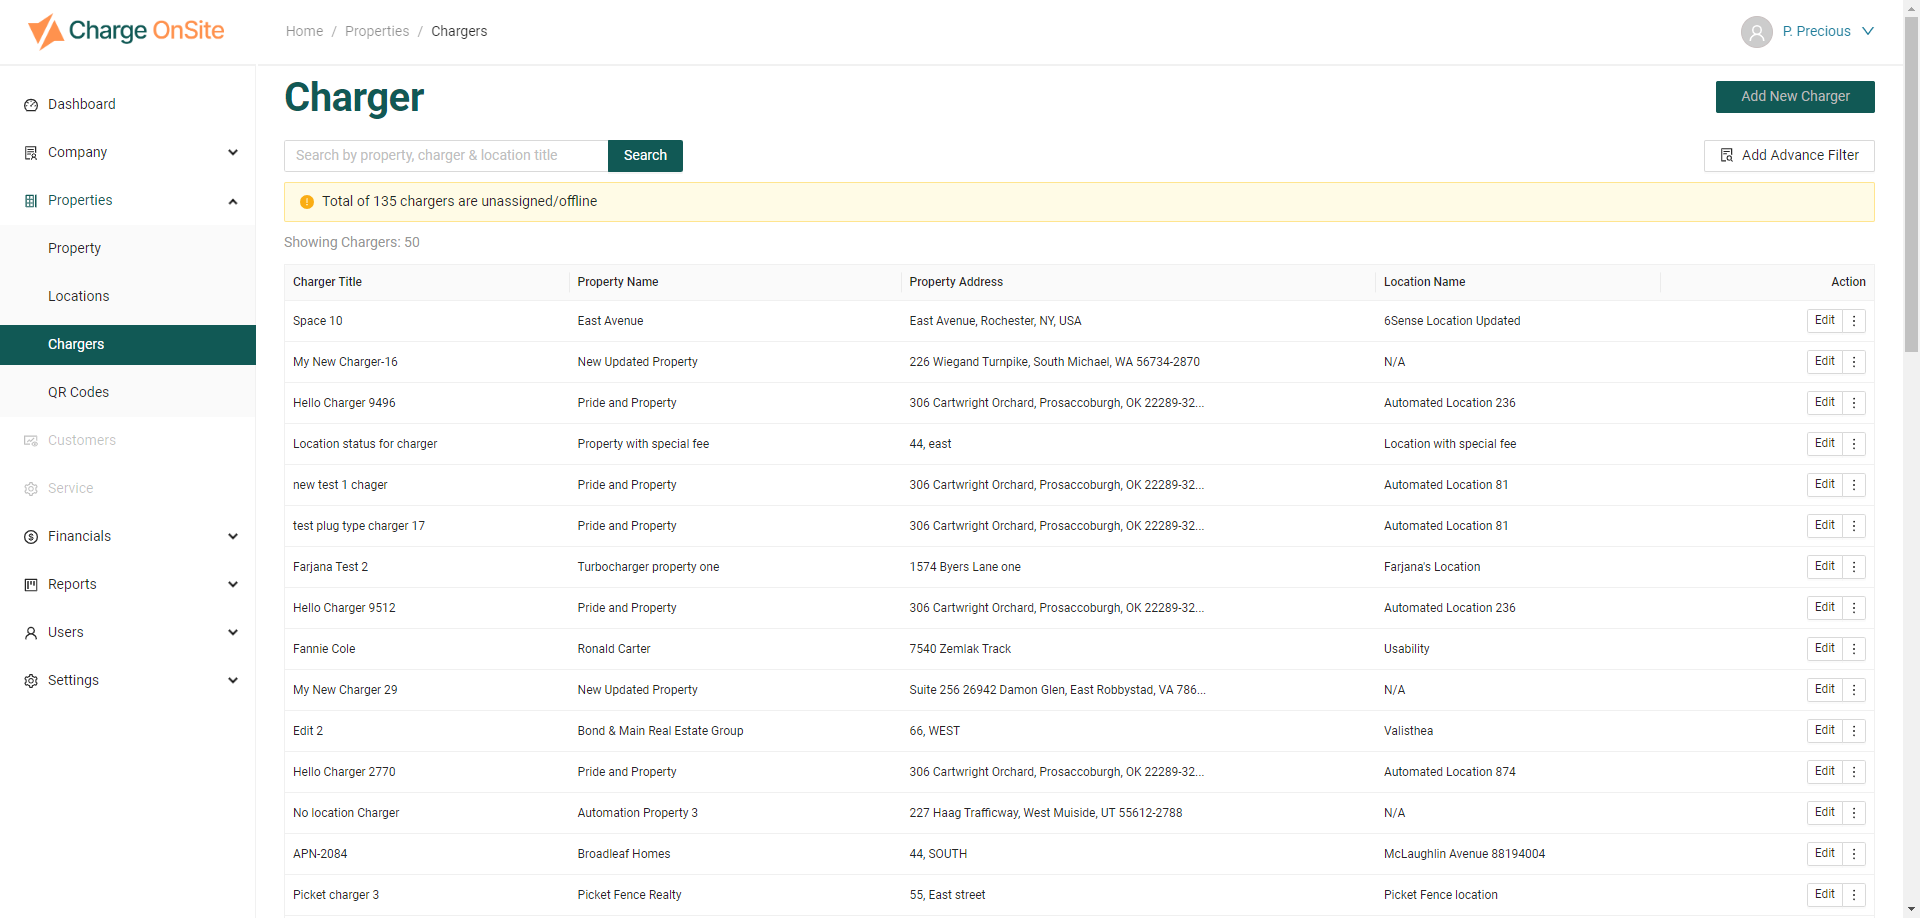 Charge OnSite
Home / Properties / Chargers
P. Precious
Dashboard
Company
Properties
Property
Locations
Chargers
QR Codes
Customers
Service
Financials
Reports
Users
Settings
Charger
Add New Charger
Search by property, charger & location title
Search
Add Advance Filter
Total of 135 chargers are unassigned/offline
Showing Chargers: 50
Charger Title Property Name Property Address Location Name Action
Space 10 East Avenue East Avenue, Rochester, NY, USA 6Sense Location Updated Edit
My New Charger-16 New Updated Property 226 Wiegand Turnpike, South Michael, WA 56734-2870 N/A Edit
Hello Charger 9496 Pride and Property 306 Cartwright Orchard, Prosaccoburgh, OK 22289-32... Automated Location 236 Edit
Location status for charger Property with special fee 44, east Location with special fee Edit
new test 1 chager Pride and Property 306 Cartwright Orchard, Prosaccoburgh, OK 22289-32... Automated Location 81 Edit
test plug type charger 17 Pride and Property 306 Cartwright Orchard, Prosaccoburgh, OK 22289-32... Automated Location 81 Edit
Farjana Test 2 Turbocharger property one 1574 Byers Lane one Farjana's Location Edit
Hello Charger 9512 Pride and Property 306 Cartwright Orchard, Prosaccoburgh, OK 22289-32... Automated Location 236 Edit
Fannie Cole Ronald Carter 7540 Zemlak Track Usability Edit
My New Charger 29 New Updated Property Suite 256 26942 Damon Glen, East Robbystad, VA 786... N/A Edit
Edit 2 Bond & Main Real Estate Group 66, WEST Valisthea Edit
Hello Charger 2770 Pride and Property 306 Cartwright Orchard, Prosaccoburgh, OK 22289-32... Automated Location 874 Edit
No location Charger Automation Property 3 227 Haag Trafficway, West Muiside, UT 55612-2788 N/A Edit
APN-2084 Broadleaf Homes 44, SOUTH McLaughlin Avenue 88194004 Edit
Picket charger 3 Picket Fence Realty 55, East street Picket Fence location Edit